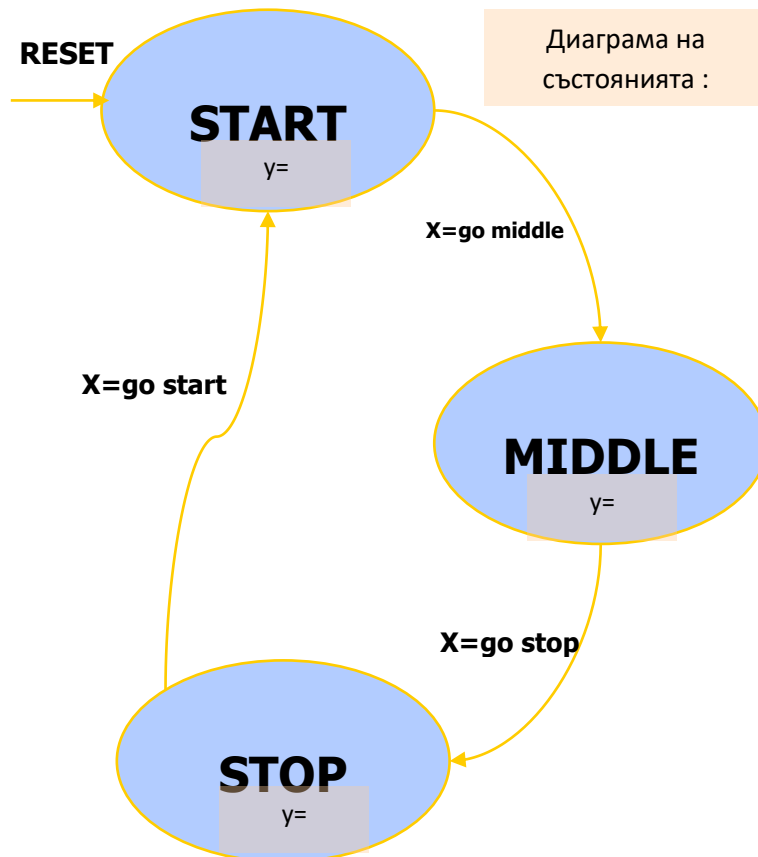 RESET
Диаграма на
състоянията :
START
y=
X=go middle
X=go start
MIDDLE
y=
X=go stop
STOP
y=